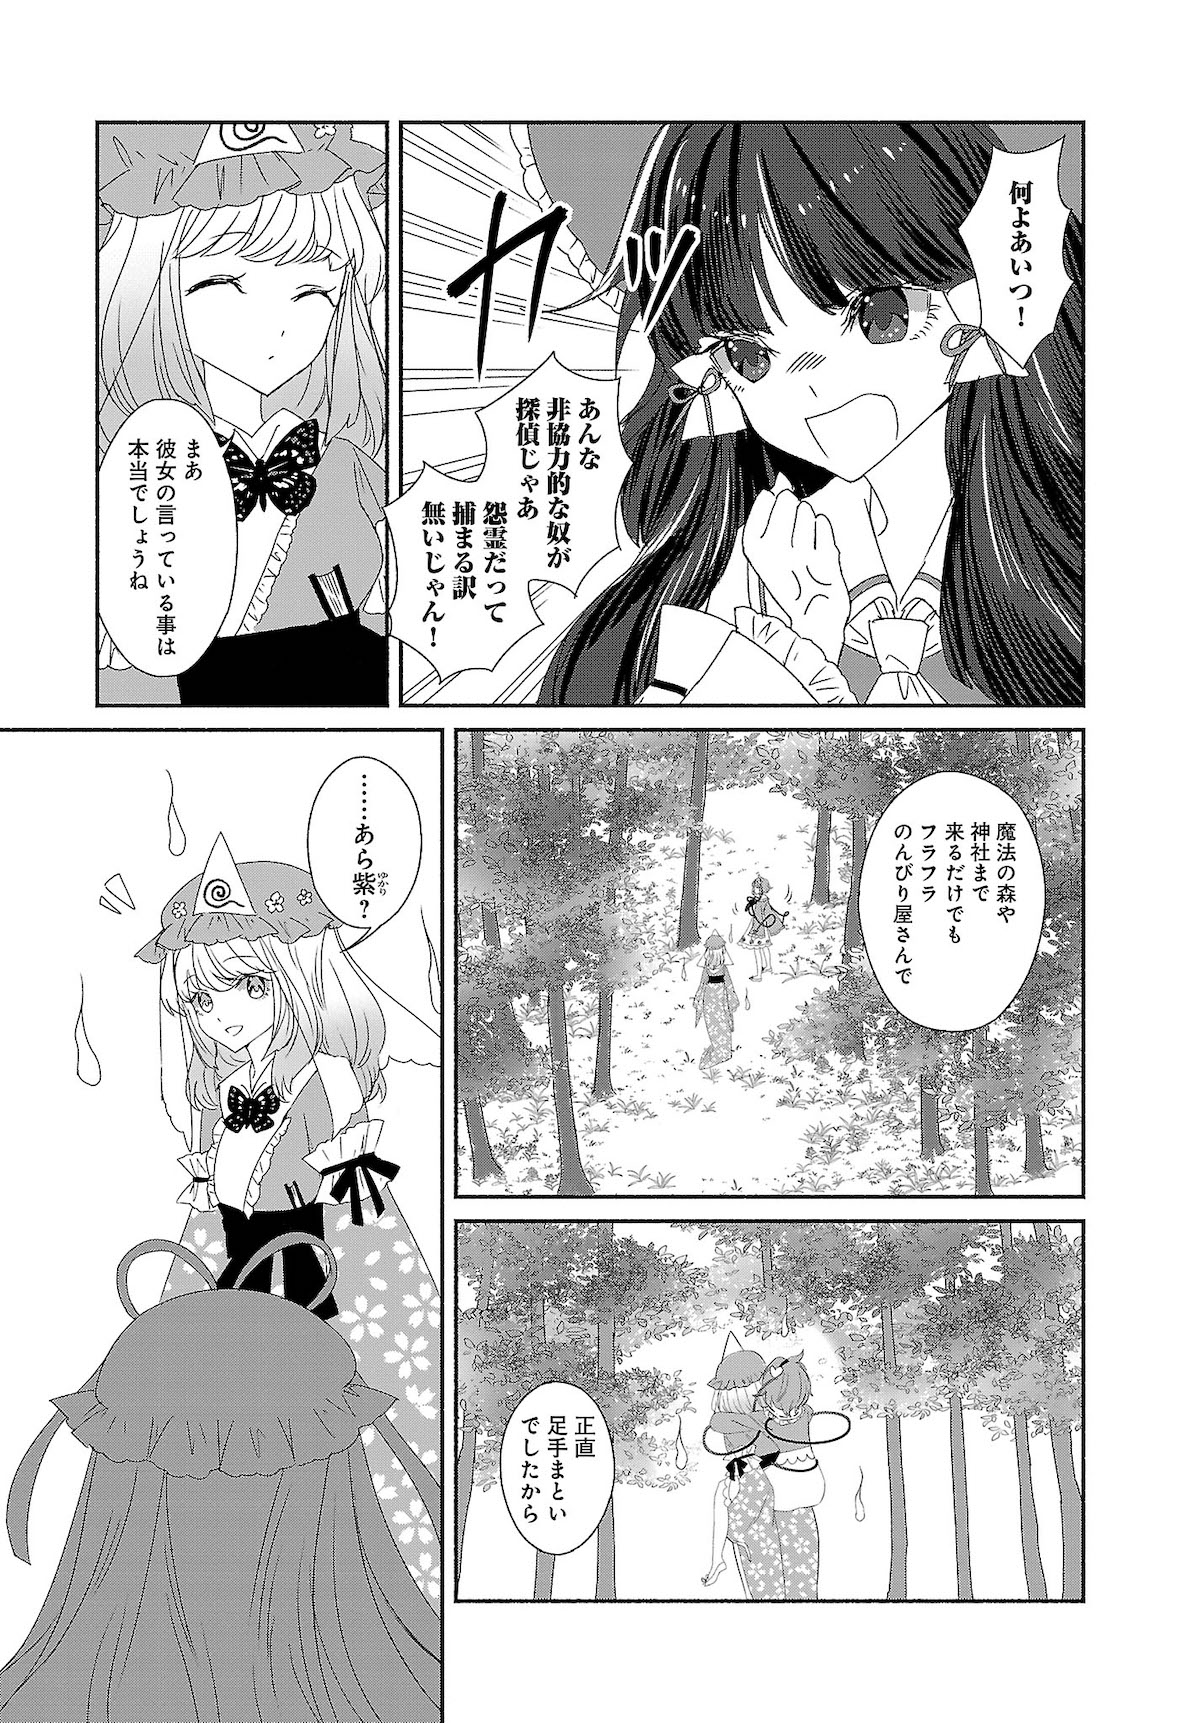 何よあいつ!
ガッ
あんな
非協力的な奴が
探偵じゃあ
怨霊だって
捕まる訳
無いじゃん!
まあ
彼女の言っている事は
本当でしょうね
魔法の森や
神社まで
来るだけでも
フラフラ
のんびり屋さんで
正直
足手まとい
でしたから
……あら紫?
ゆかり